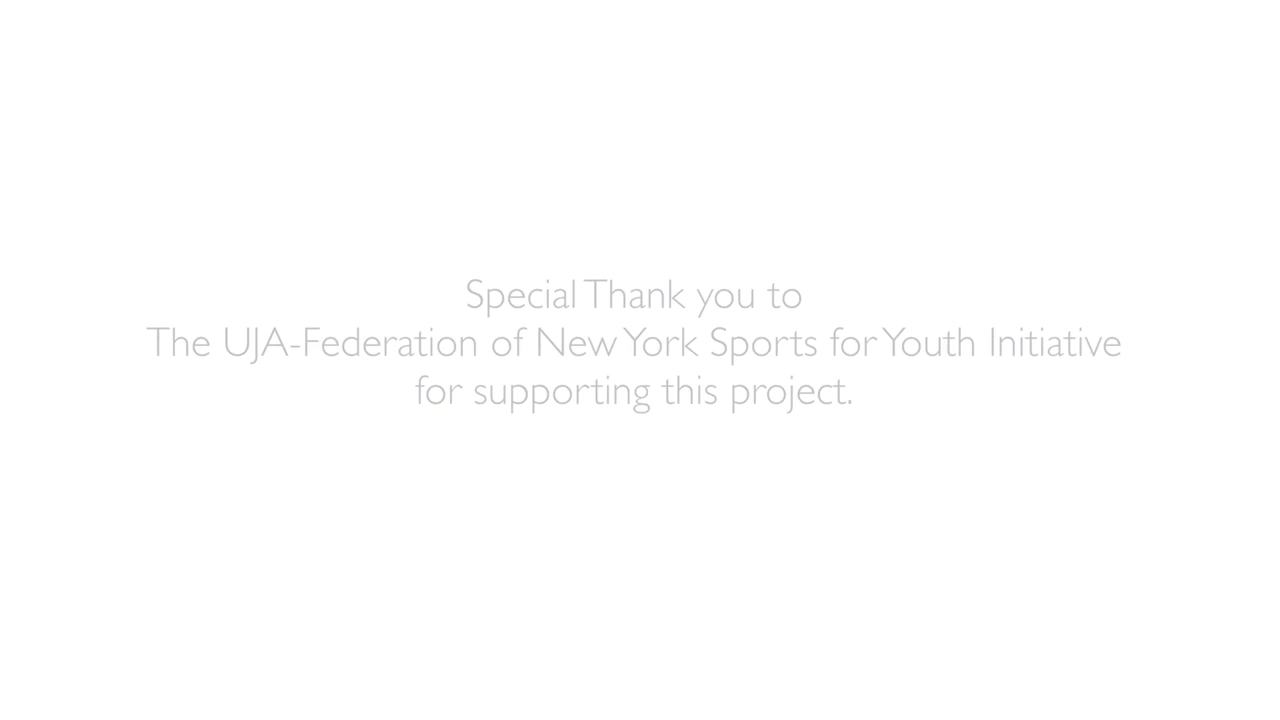 Special Thank you to
The UJA-Federation of New York Sports for Youth Initiative
for supporting this project.